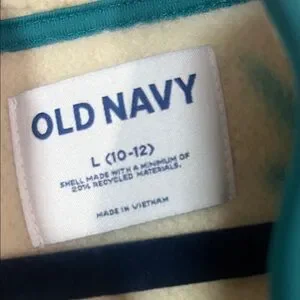 OLD NAVY
L (10-12)
SHELL MADE WITH A MINIMUM OF
20% RECYCLED MATERIALS.
MADE IN VIETNAM